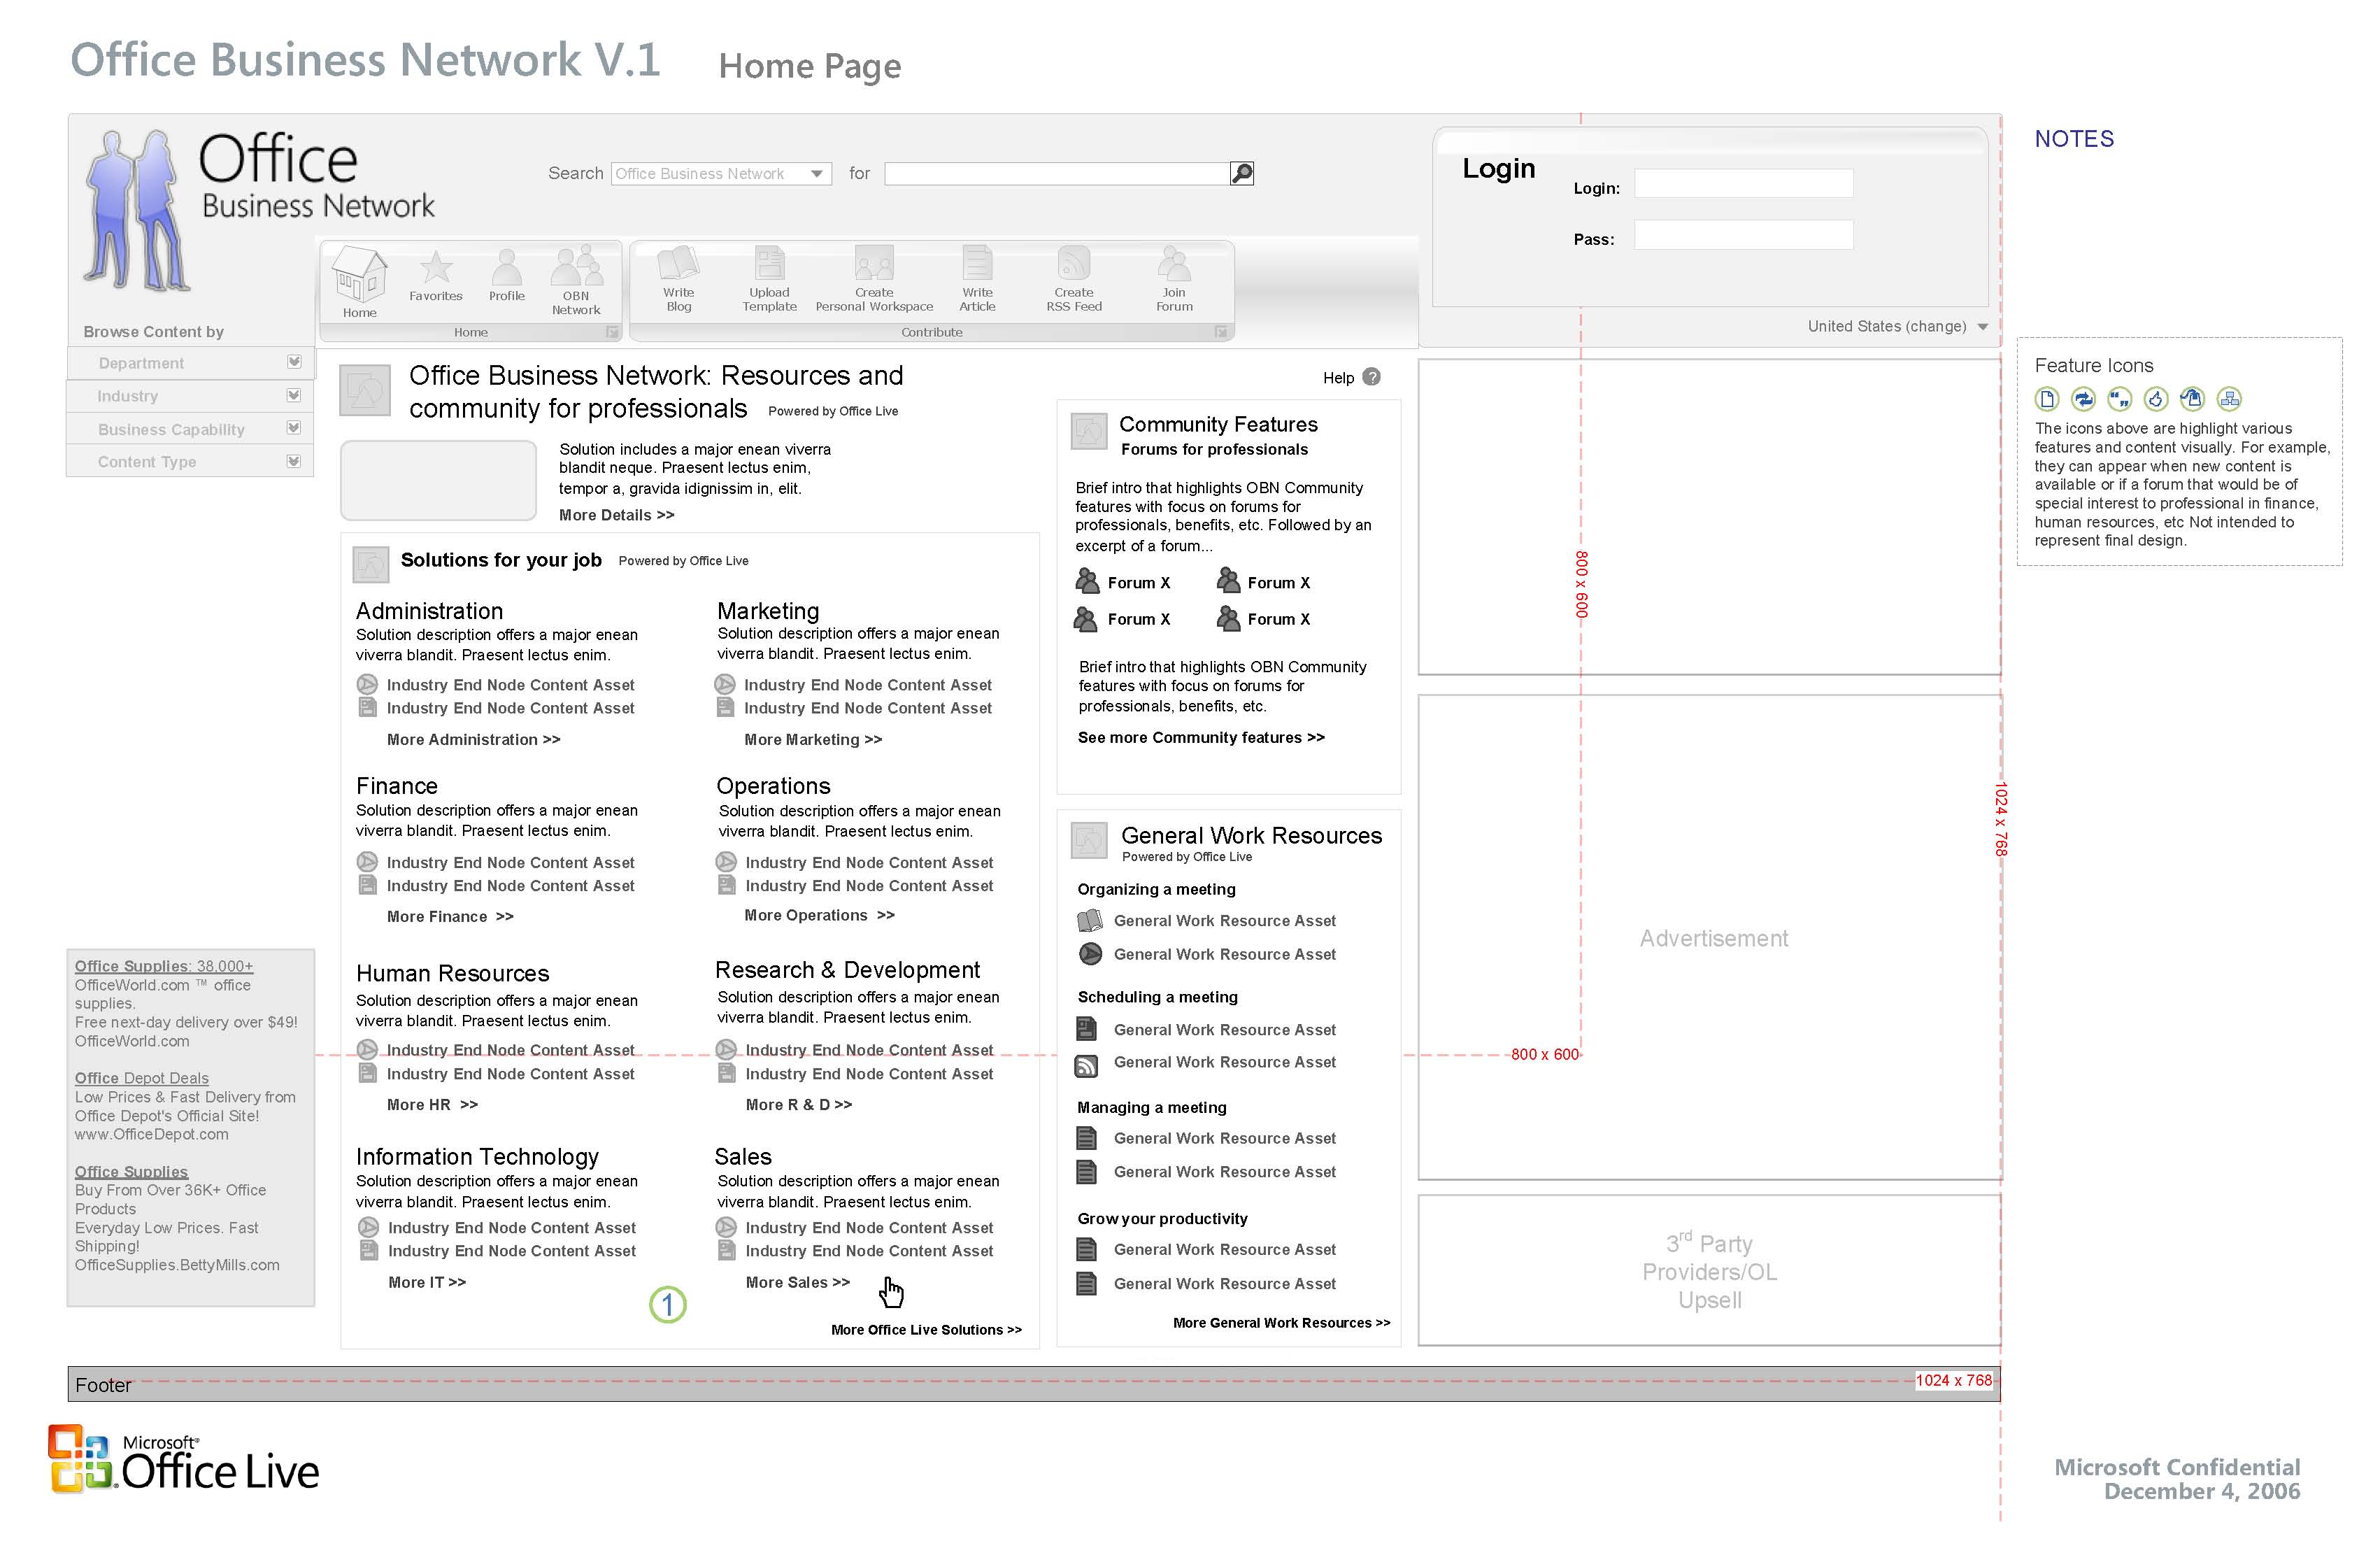 Office Business Network V.1
Home Page
Office
Business Network
Search
Office Business Network
for
Login
Login:
Pass:
NOTES
Home
Favorites
Profile
OBN
Network
Home
Write
Blog
Upload
Template
Create
Personal Workspace
Write
Article
Create
RSS Feed
Join
Forum
Contribute
United States (change)
Browse Content by
Department
Industry
Business Capability
Content Type
Office Business Network: Resources and
community for professionals
Powered by Office Live
Help ?
Solution includes a major enean viverra
blandit neque. Praesent lectus enim,
tempor a, gravida idignissim in, elit.
More Details >>
Solutions for your job
Powered by Office Live
Administration
Solution description offers a major enean
viverra blandit. Praesent lectus enim.
Industry End Node Content Asset
Industry End Node Content Asset
More Administration >>
Marketing
Solution description offers a major enean
viverra blandit. Praesent lectus enim.
Industry End Node Content Asset
Industry End Node Content Asset
More Marketing >>
Finance
Solution description offers a major enean
viverra blandit. Praesent lectus enim.
Industry End Node Content Asset
Industry End Node Content Asset
More Finance >>
Operations
Solution description offers a major enean
viverra blandit. Praesent lectus enim.
Industry End Node Content Asset
Industry End Node Content Asset
More Operations >>
Human Resources
Solution description offers a major enean
viverra blandit. Praesent lectus enim.
Industry End Node Content Asset
Industry End Node Content Asset
More HR >>
Research & Development
Solution description offers a major enean
viverra blandit. Praesent lectus enim.
Industry End Node Content Asset
Industry End Node Content Asset
More R & D >>
Information Technology
Solution description offers a major enean
viverra blandit. Praesent lectus enim.
Industry End Node Content Asset
Industry End Node Content Asset
More IT >>
Sales
Solution description offers a major enean
viverra blandit. Praesent lectus enim.
Industry End Node Content Asset
Industry End Node Content Asset
More Sales >>
1
More Office Live Solutions >>
Community Features
Forums for professionals
Brief intro that highlights OBN Community
features with focus on forums for
professionals, benefits, etc. Followed by an
excerpt of a forum...
Forum X
Forum X
Forum X
Forum X
Brief intro that highlights OBN Community
features with focus on forums for
professionals, benefits, etc.
See more Community features >>
General Work Resources
Powered by Office Live
Organizing a meeting
General Work Resource Asset
General Work Resource Asset
Scheduling a meeting
General Work Resource Asset
General Work Resource Asset
Managing a meeting
General Work Resource Asset
General Work Resource Asset
Grow your productivity
General Work Resource Asset
General Work Resource Asset
More General Work Resources >>
800 x 600
800 x 600
1024 x 768
Advertisement
3rd Party
Providers/OL
Upsell
Feature Icons
The icons above are highlight various
features and content visually. For example,
they can appear when new content is
available or if a forum that would be of
special interest to professional in finance,
human resources, etc Not intended to
represent final design.
Office Supplies: 38,000+
OfficeWorld.com ™ office
supplies.
Free next-day delivery over $49!
OfficeWorld.com
Office Depot Deals
Low Prices & Fast Delivery from
Office Depot's Official Site!
www.OfficeDepot.com
Office Supplies
Buy From Over 36K+ Office
Products
Everyday Low Prices. Fast
Shipping!
OfficeSupplies.BettyMills.com
Footer
1024 x 768
Microsoft®
Office Live
Microsoft Confidential
December 4, 2006